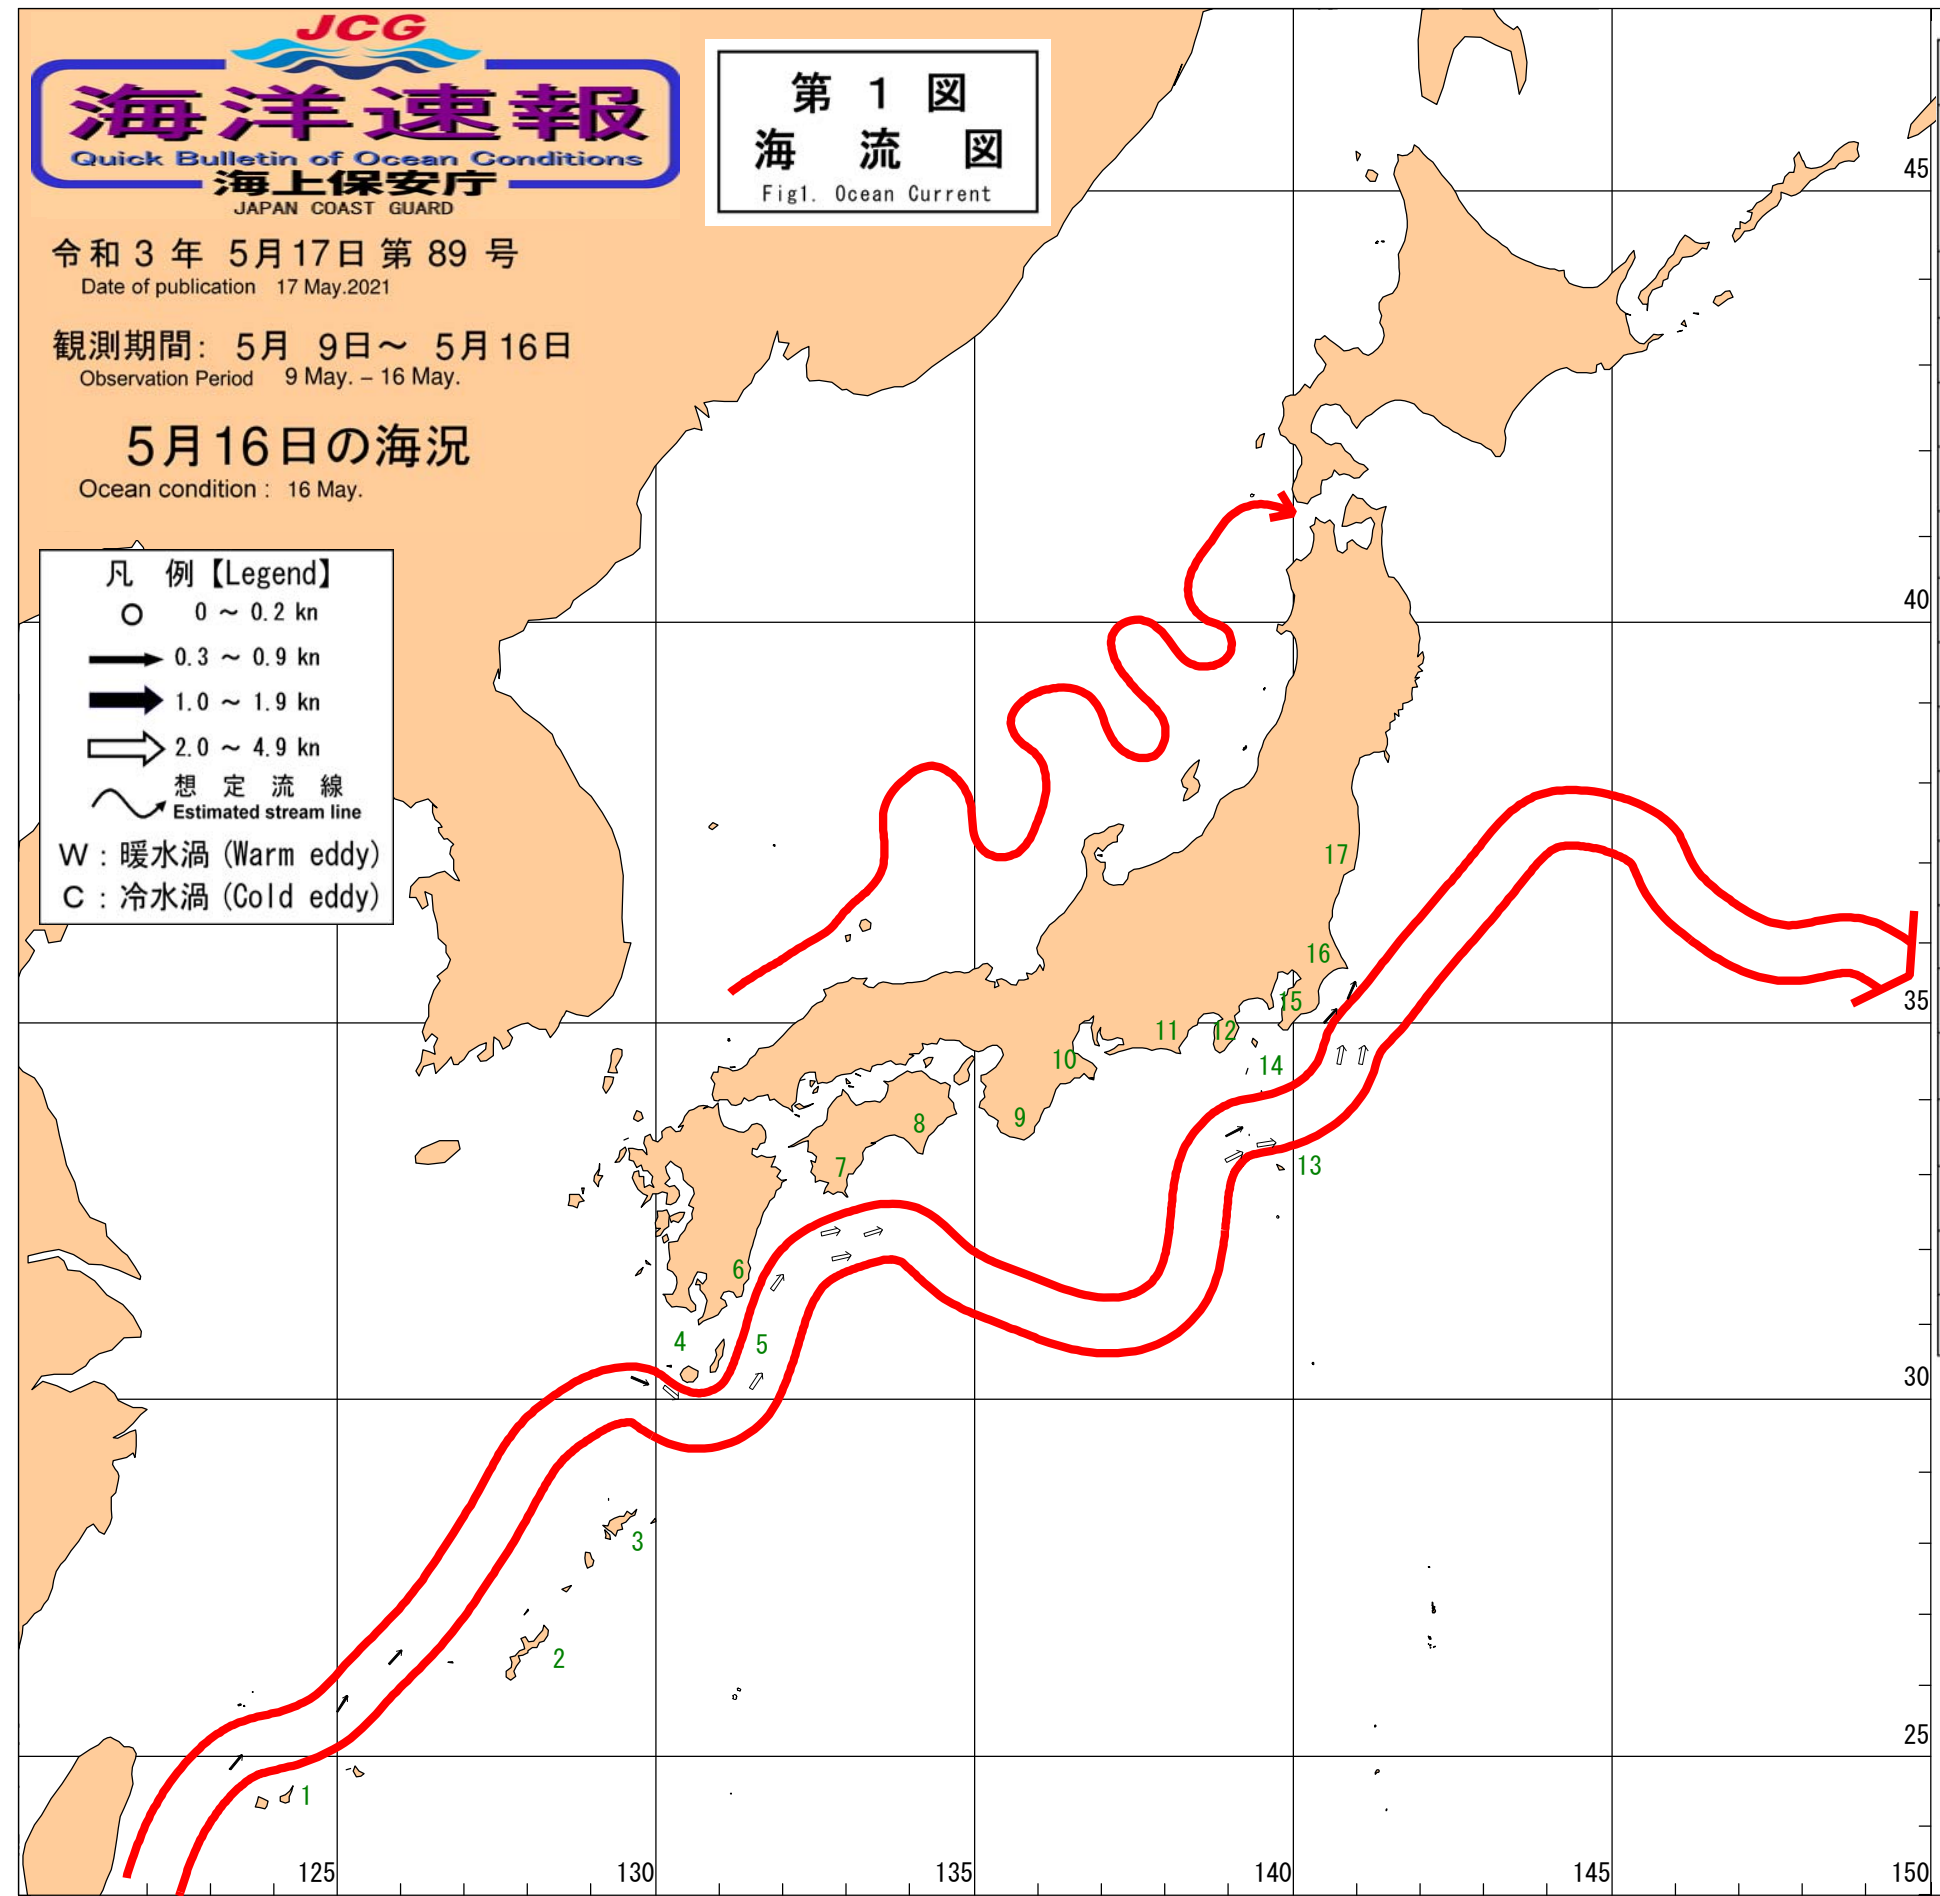 JCG
海洋速報
Quick Bulletin of Ocean Conditions
海上保安庁
JAPAN COAST GUARD
令和 3 年 5月17日 第 89 号
Date of publication 17 May.2021
観測期間: 5月 9日～ 5月16日
Observation Period 9 May. – 16 May.
5月16日の海況
Ocean condition : 16 May.
第 1 図
海 流 図
Fig1. Ocean Current
凡 例【Legend】
0 ～ 0.2 kn
0.3 ～ 0.9 kn
1.0 ～ 1.9 kn
2.0 ～ 4.9 kn
想 定 流 線
Estimated stream line
W : 暖水渦 (Warm eddy)
C : 冷水渦 (Cold eddy)
45
40
17
16
35
15
11
12
10
14
9
8
13
7
6
4
5
30
3
2
25
1
125
130
135
140
145
150